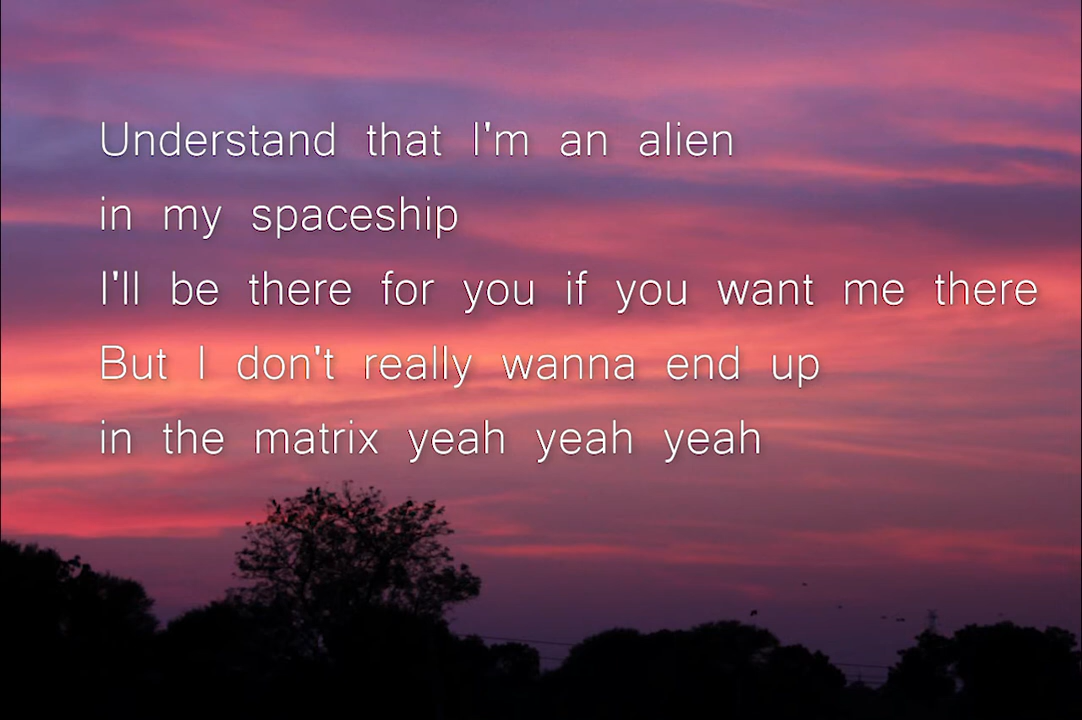 Understand that I'm an alien
in my spaceship
I'll be there for you if you want me there
But I don't really wanna end up
in the matrix yeah yeah yeah